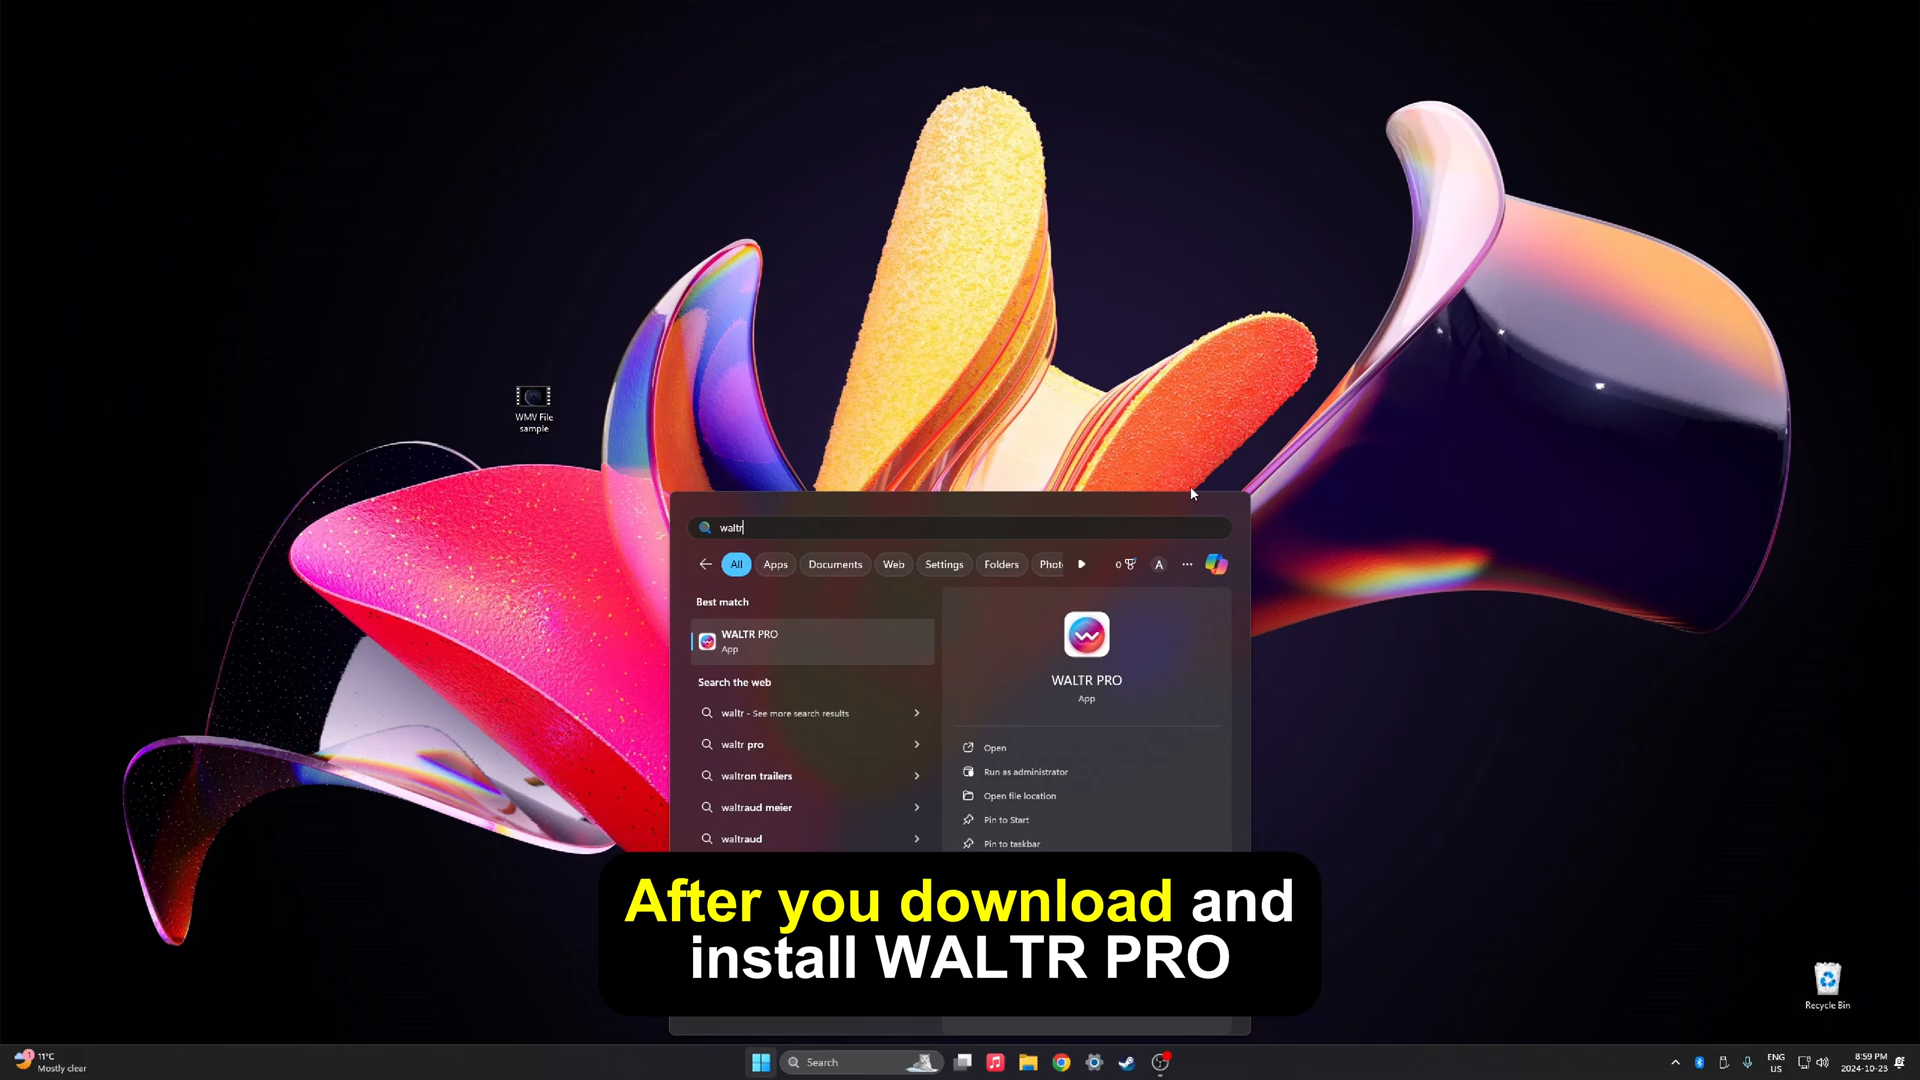 WMV File
sample
waltr
All
Apps
Documents
Web
Settings
Folders
Phot
0
A
Best match
WALTR PRO
App
Search the web
waltr - See more search results
waltr pro
waltron trailers
waltraud meier
waltraud
WALTR PRO
App
Open
Run as administrator
Open file location
Pin to Start
Pin to taskbar
After you download and
install WALTR PRO
Recycle Bin
1
11°C
Mostly clear
Search
ENG
US
8:59 PM
2024-10-23